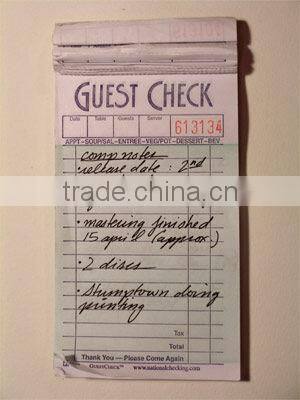 GUEST CHECK
Date Table Guests Server
613134
APPT-SOUP/SAL-ENTREE-VEG/POT-DESSERT-BEV
comp notes
• release date : 2nd
trade.china.cn
• mastering finished
15 april (approx.)
• 2 discs
• Stumptown doing
printing
Tax
Total
Thank You — Please Come Again
GUESTCHECK™ www.nationalchecking.com